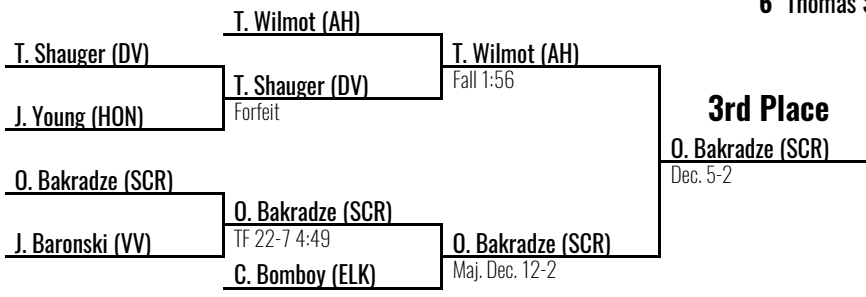 6 Thomas S
T. Wilmot (AH)
T. Shauger (DV)
T. Wilmot (AH)
Fall 1:56
T. Shauger (DV)
Forfeit
J. Young (HON)
3rd Place
O. Bakradze (SCR)
Dec. 5-2
O. Bakradze (SCR)
O. Bakradze (SCR)
TF 22-7 4:49
J. Baronski (VV)
O. Bakradze (SCR)
Maj. Dec. 12-2
C. Bomboy (ELK)